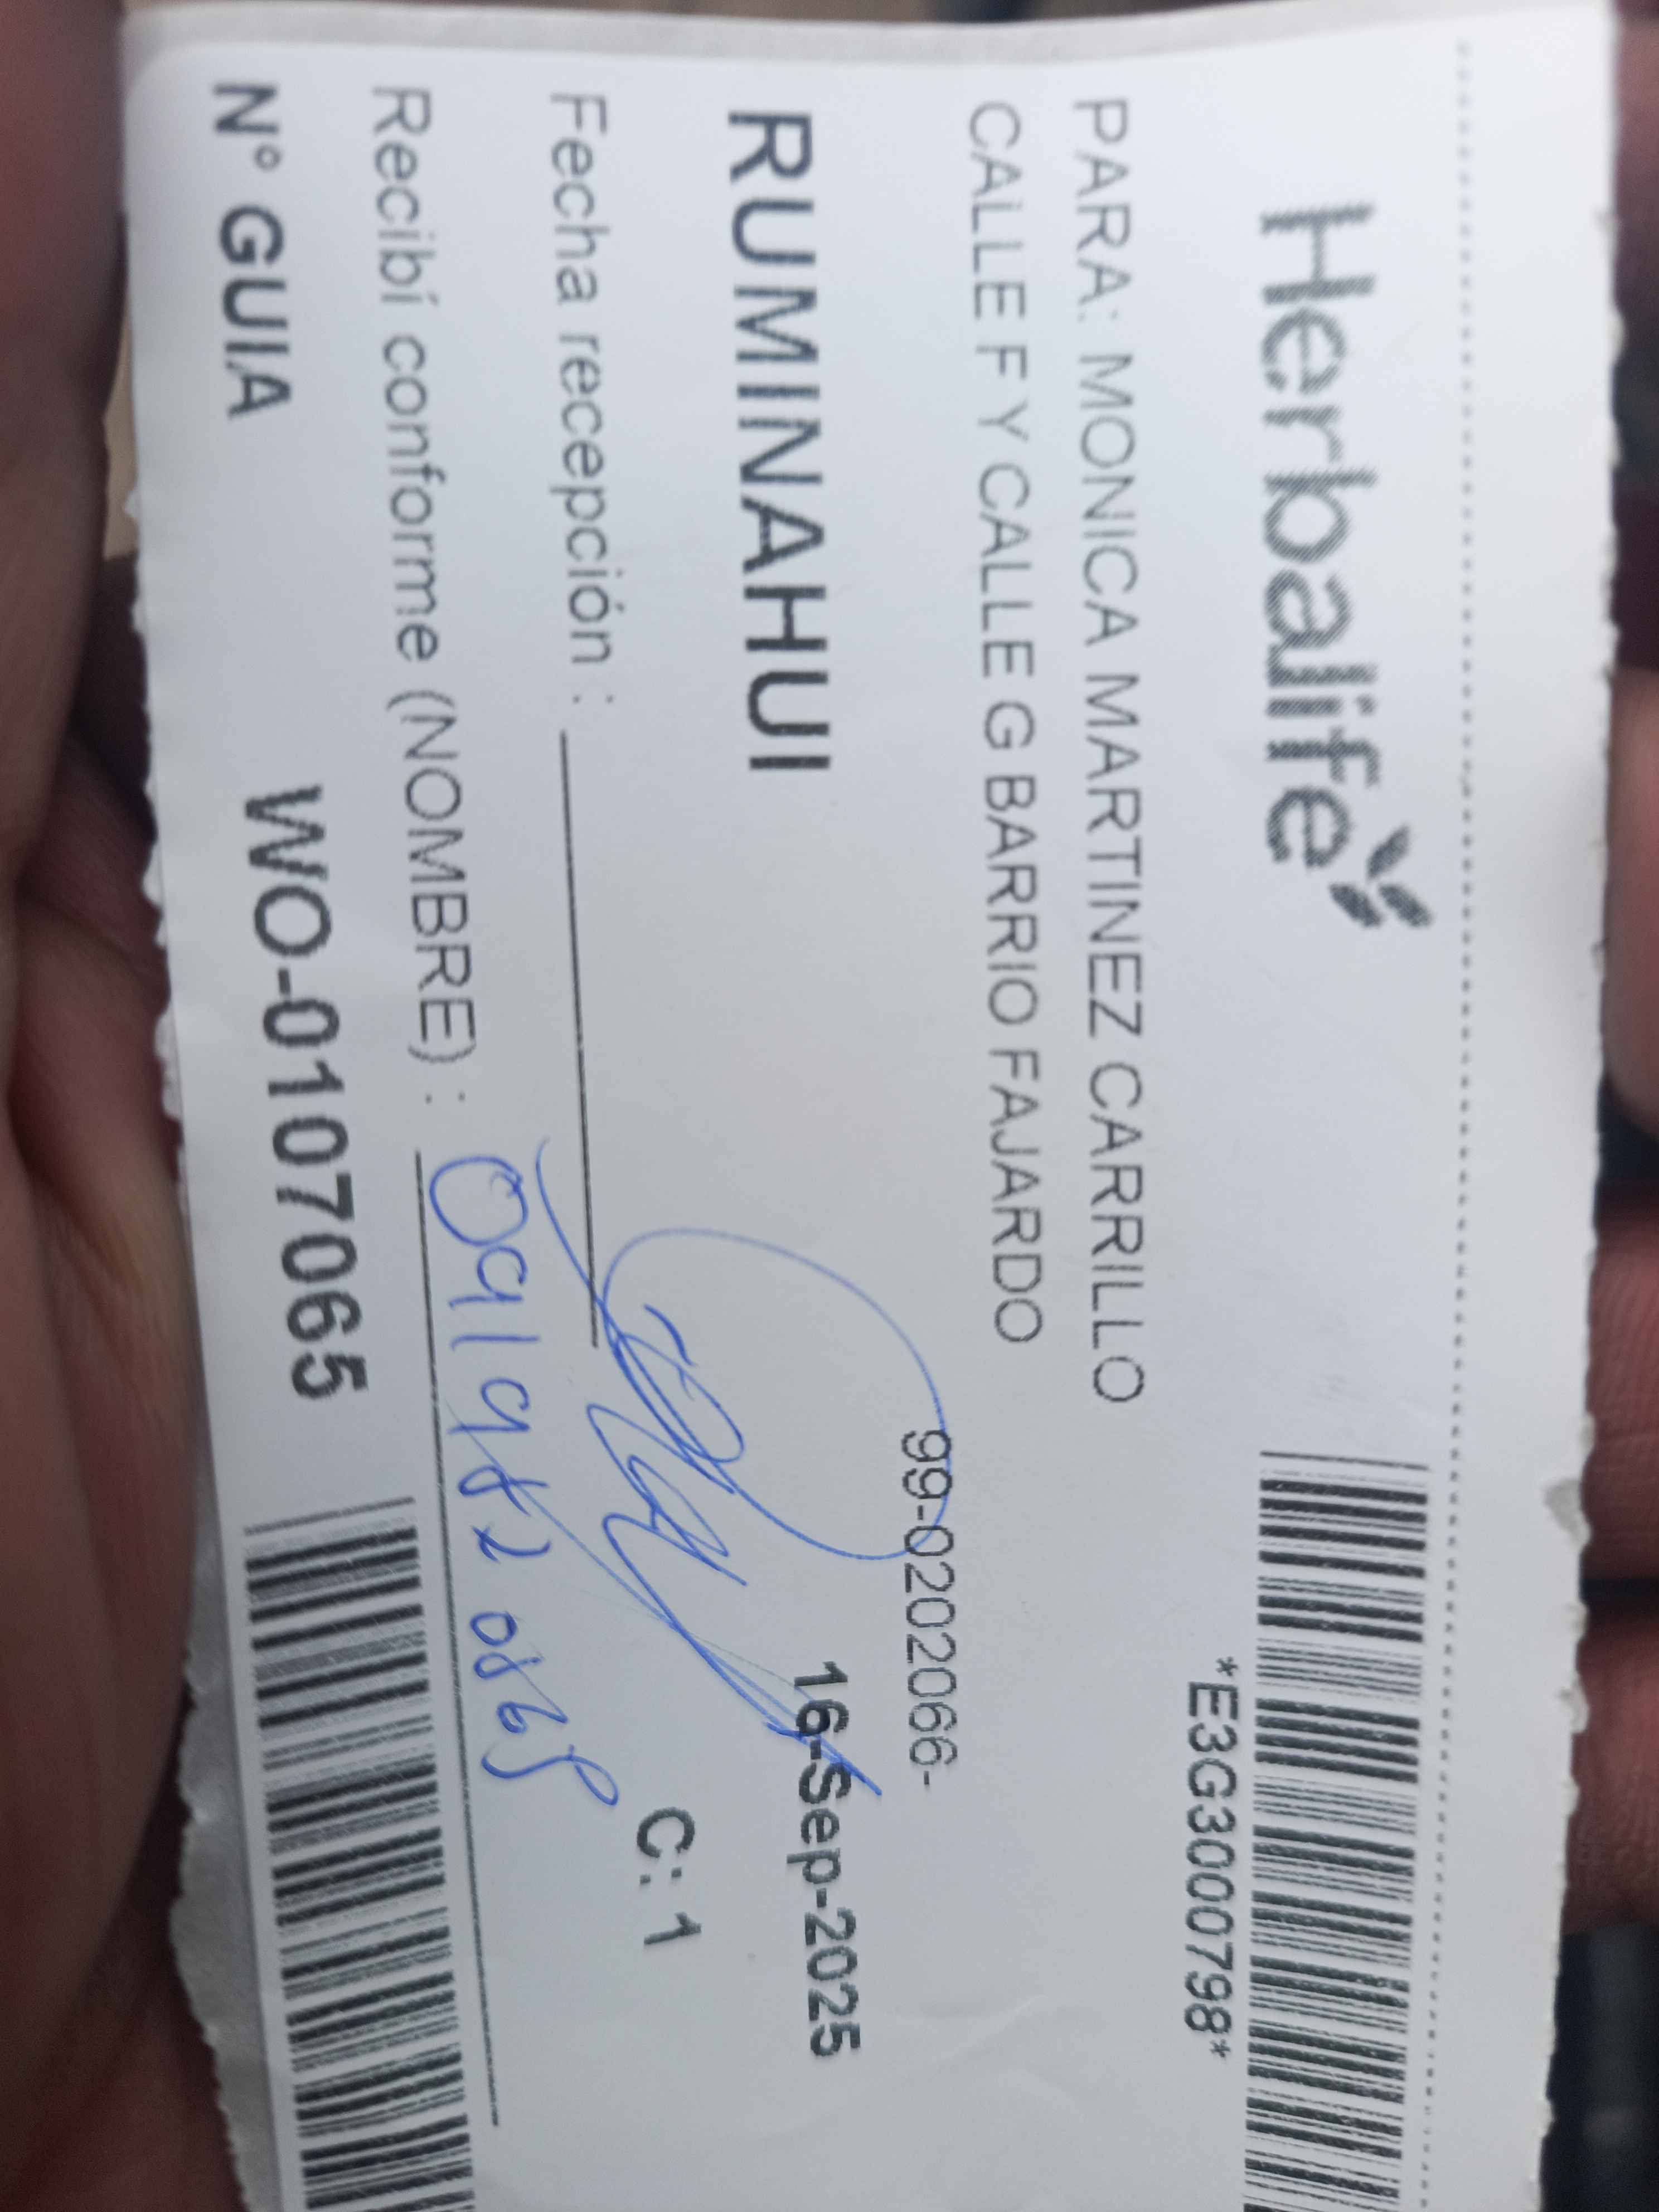 Herbalife
*E3G3000798*
PARA: MONICA MARTINEZ CARRILLO
CALLE F Y CALLE G BARRIO FAJARDO
99-0202066-
RUMINAHUI
16-Sep-2025
Fecha recepción :
C: 1
Recibí conforme (NOMBRE) :
N° GUIA WO-0107065